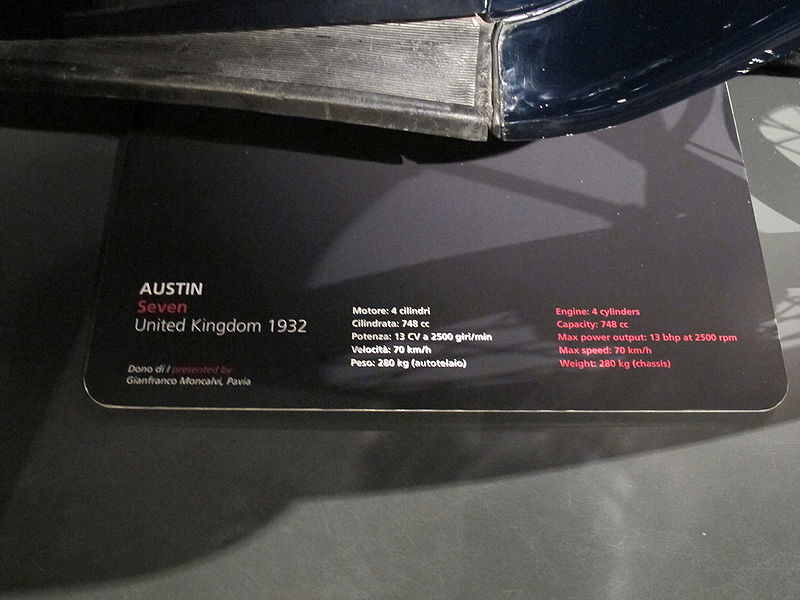 AUSTIN
Seven
United Kingdom 1932
Dono di / presented by
Gianfranco Moncalvi, Pavia
Motore: 4 cilindri
Cilindrata: 748 cc
Potenza: 13 CV a 2500 giri/min
Velocità: 70 km/h
Peso: 280 kg (autotelaio)
Engine: 4 cylinders
Capacity: 748 cc
Max power output: 13 bhp at 2500 rpm
Max speed: 70 km/h
Weight: 280 kg (chassis)